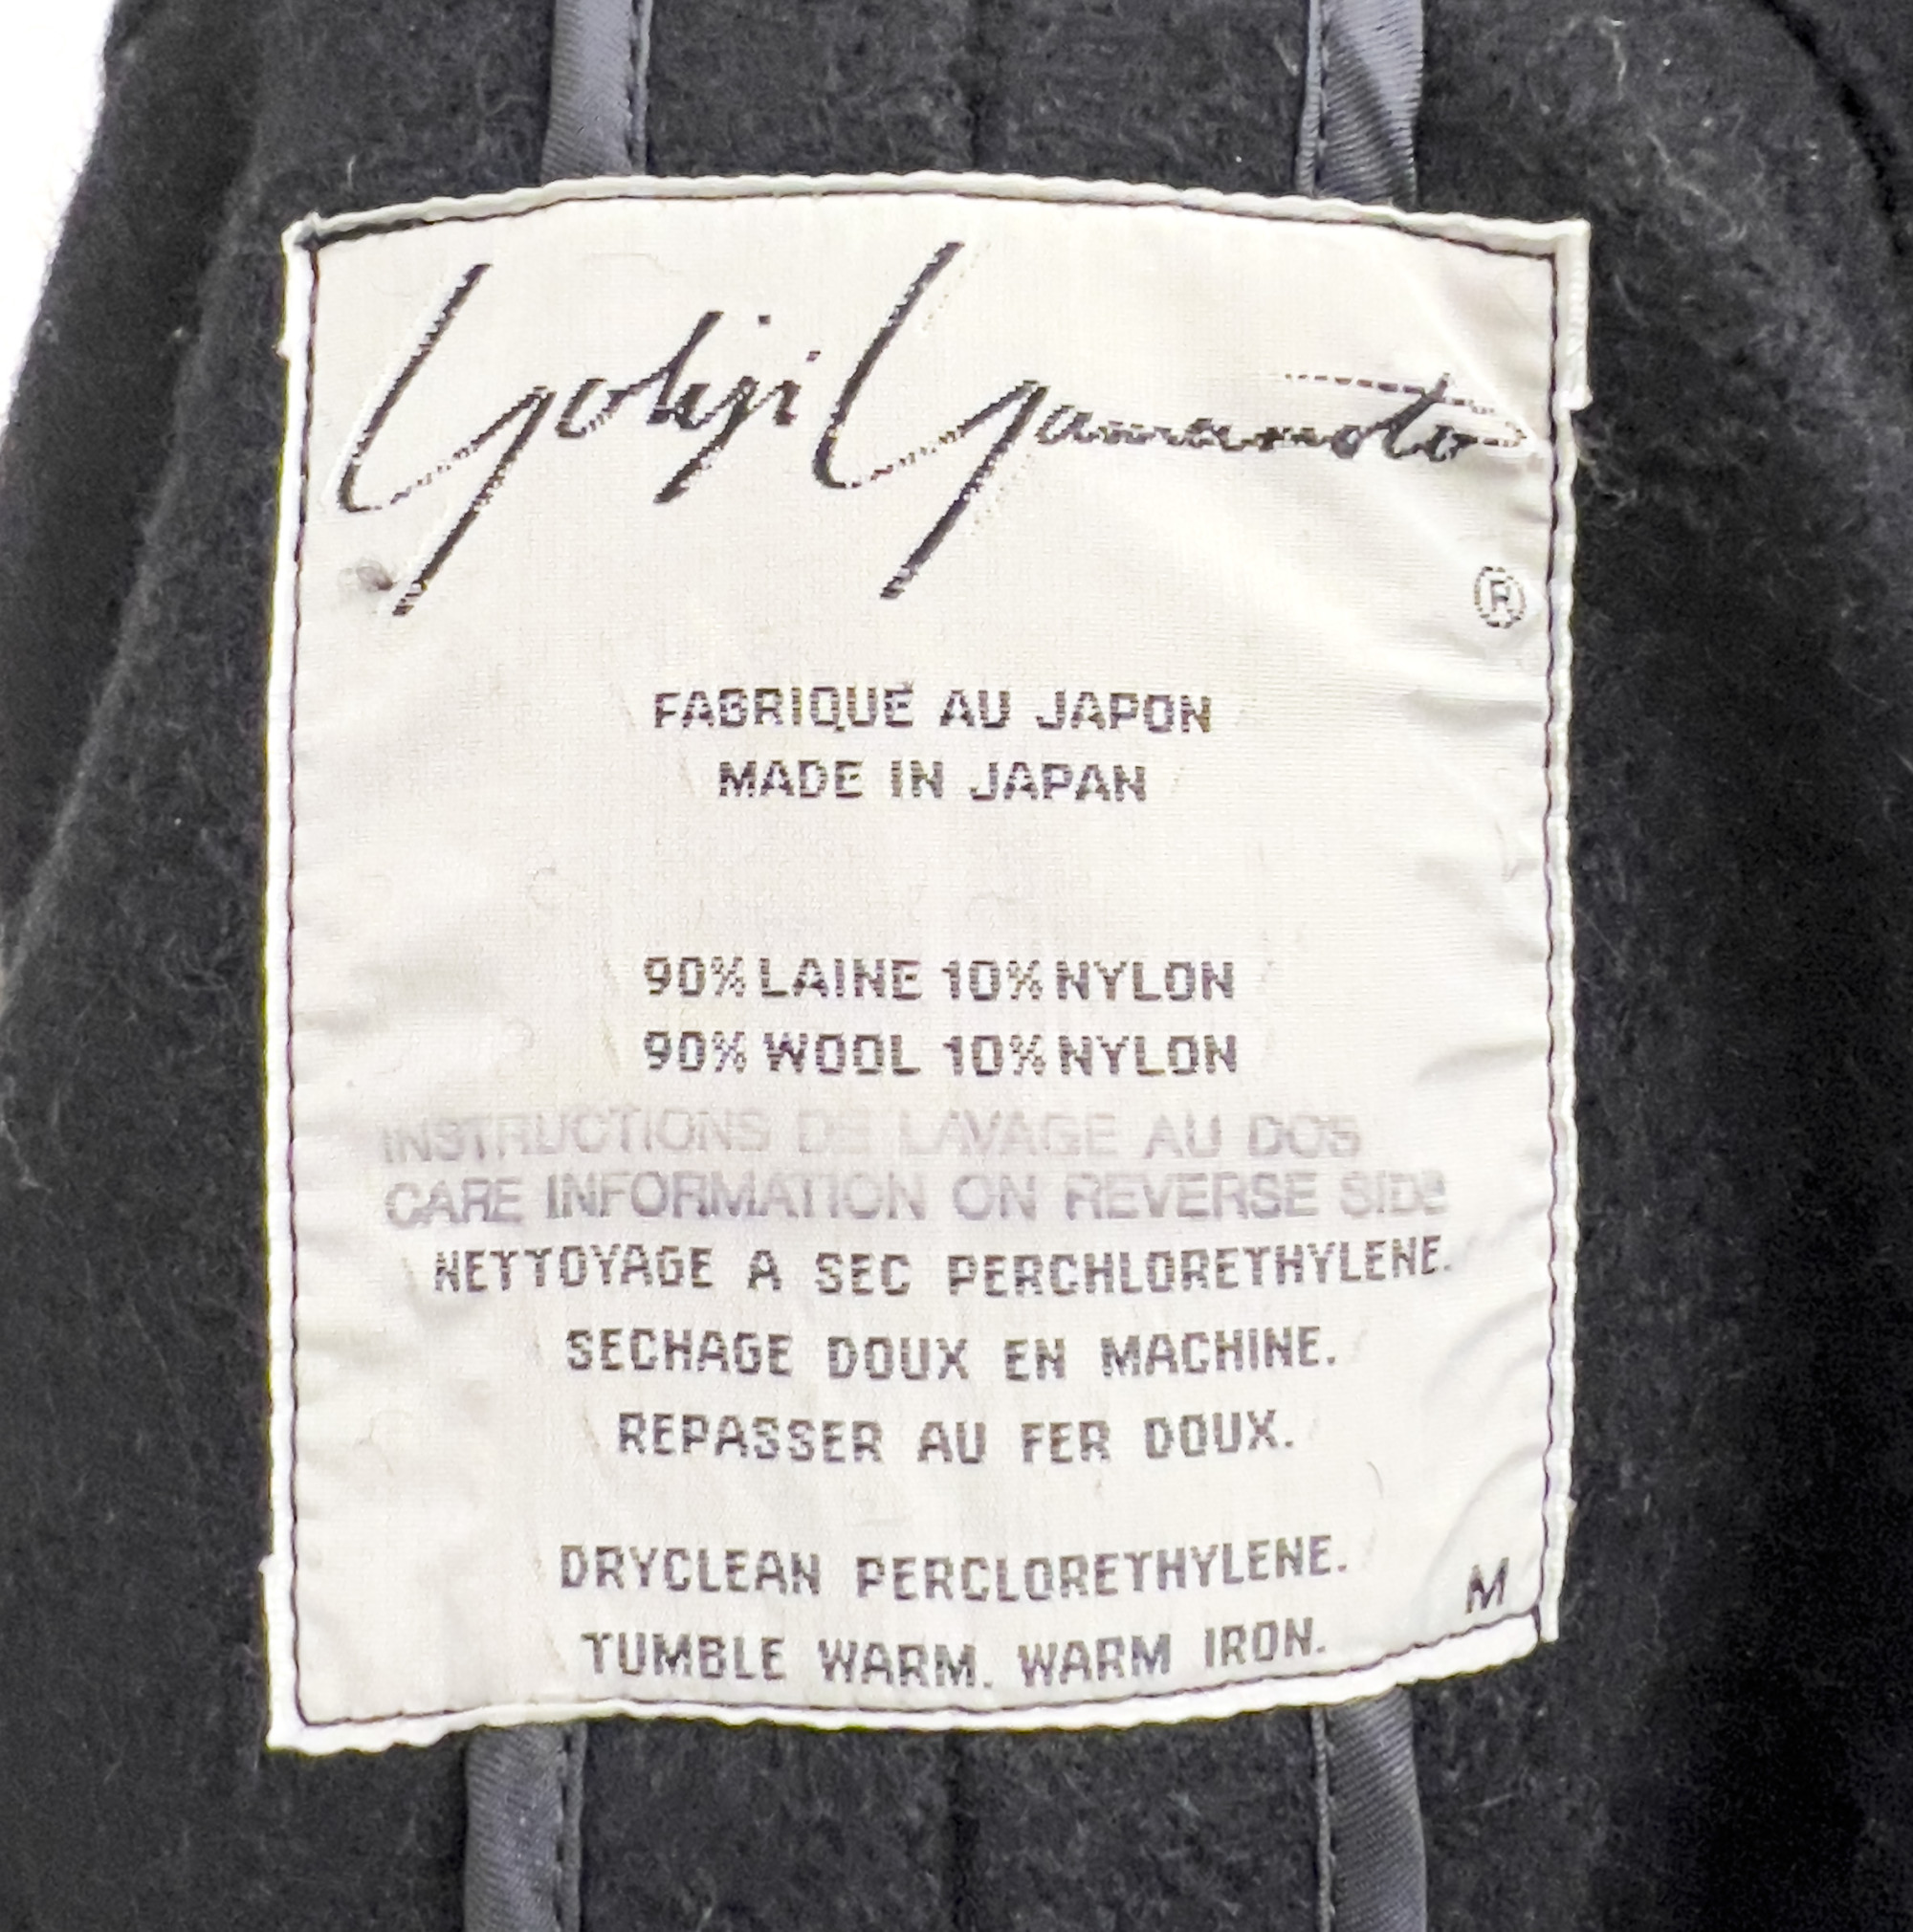 Yohji Yamamoto
®
FABRIQUE AU JAPON
MADE IN JAPAN
90% LAINE 10% NYLON
90% WOOL 10% NYLON
INSTRUCTIONS DE LAVAGE AU DOS
CARE INFORMATION ON REVERSE SIDE
NETTOYAGE A SEC PERCHLORETHYLENE.
SECHAGE DOUX EN MACHINE.
REPASSER AU FER DOUX.
DRYCLEAN PERCLORETHYLENE.
M
TUMBLE WARM. WARM IRON.